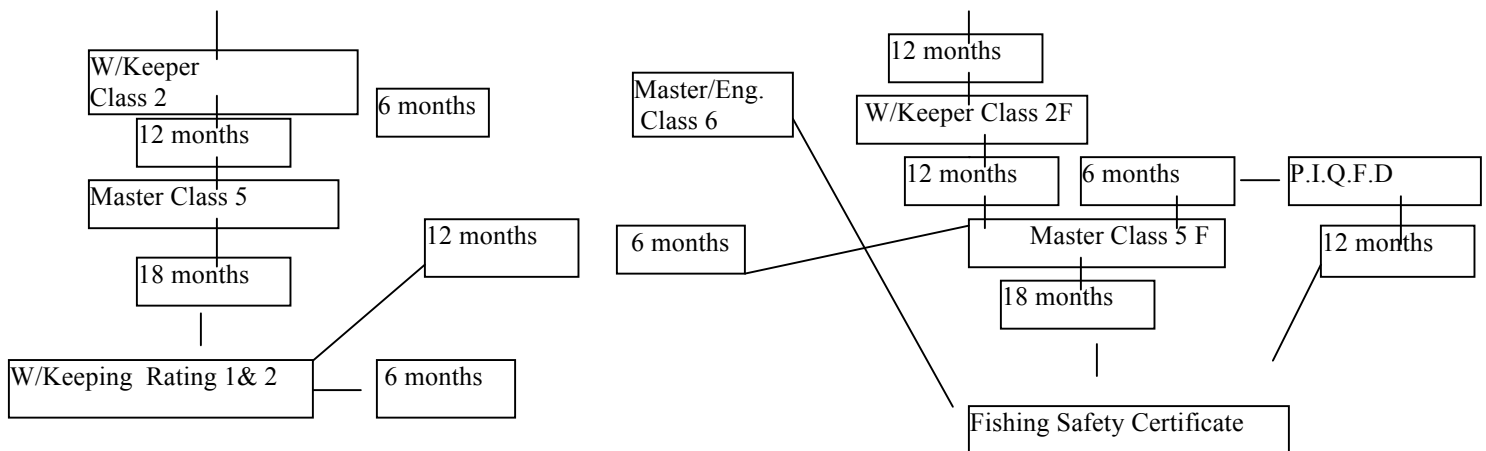 12 months
W/Keeper
Class 2
Master/Eng.
Class 6
6 months
W/Keeper Class 2F
12 months
12 months
6 months
P.I.Q.F.D
Master Class 5
12 months
6 months
Master Class 5 F
12 months
18 months
18 months
W/Keeping Rating 1& 2
6 months
Fishing Safety Certificate